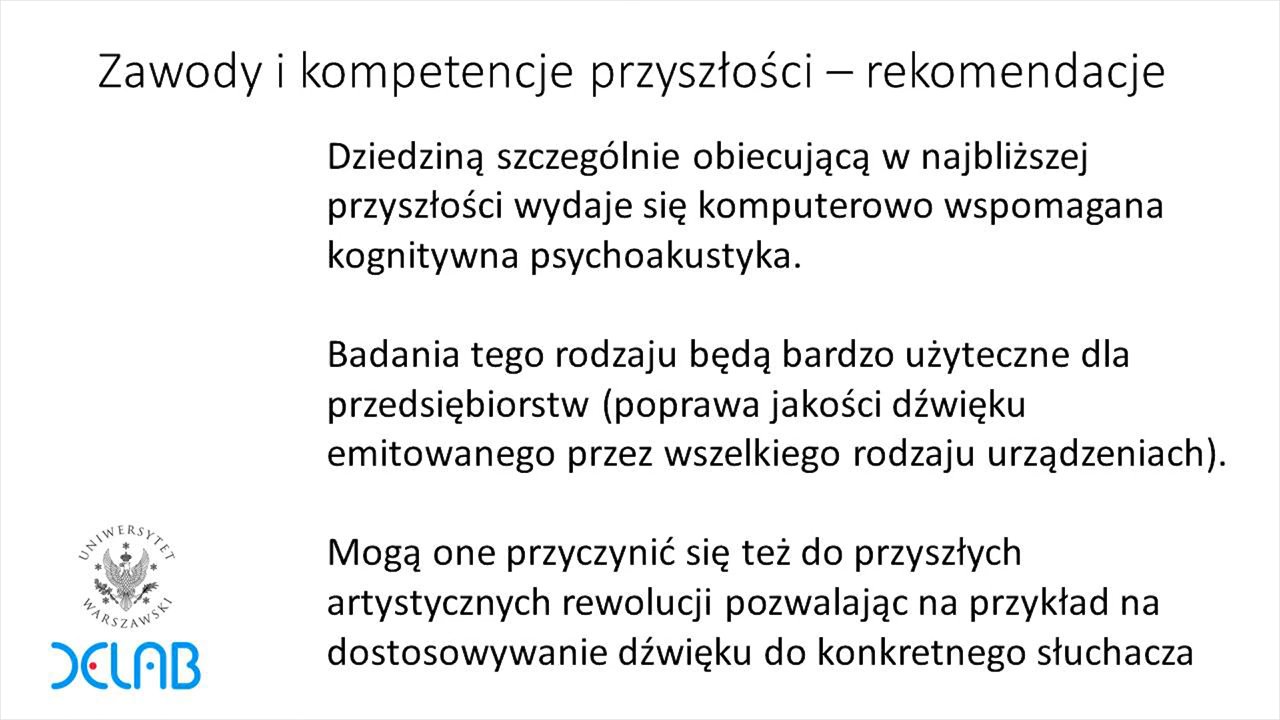 Zawody i kompetencje przyszłości – rekomendacje
Dziedziną szczególnie obiecującą w najbliższej
przyszłości wydaje się komputerowo wspomagana
kognitywna psychoakustyka.
Badania tego rodzaju będą bardzo użyteczne dla
przedsiębiorstw (poprawa jakości dźwięku
emitowanego przez wszelkiego rodzaju urządzeniach).
Mogą one przyczynić się też do przyszłych
artystycznych rewolucji pozwalając na przykład na
dostosowywanie dźwięku do konkretnego słuchacza
UNIWERSYTET
WARSZAWSKI
DELAB